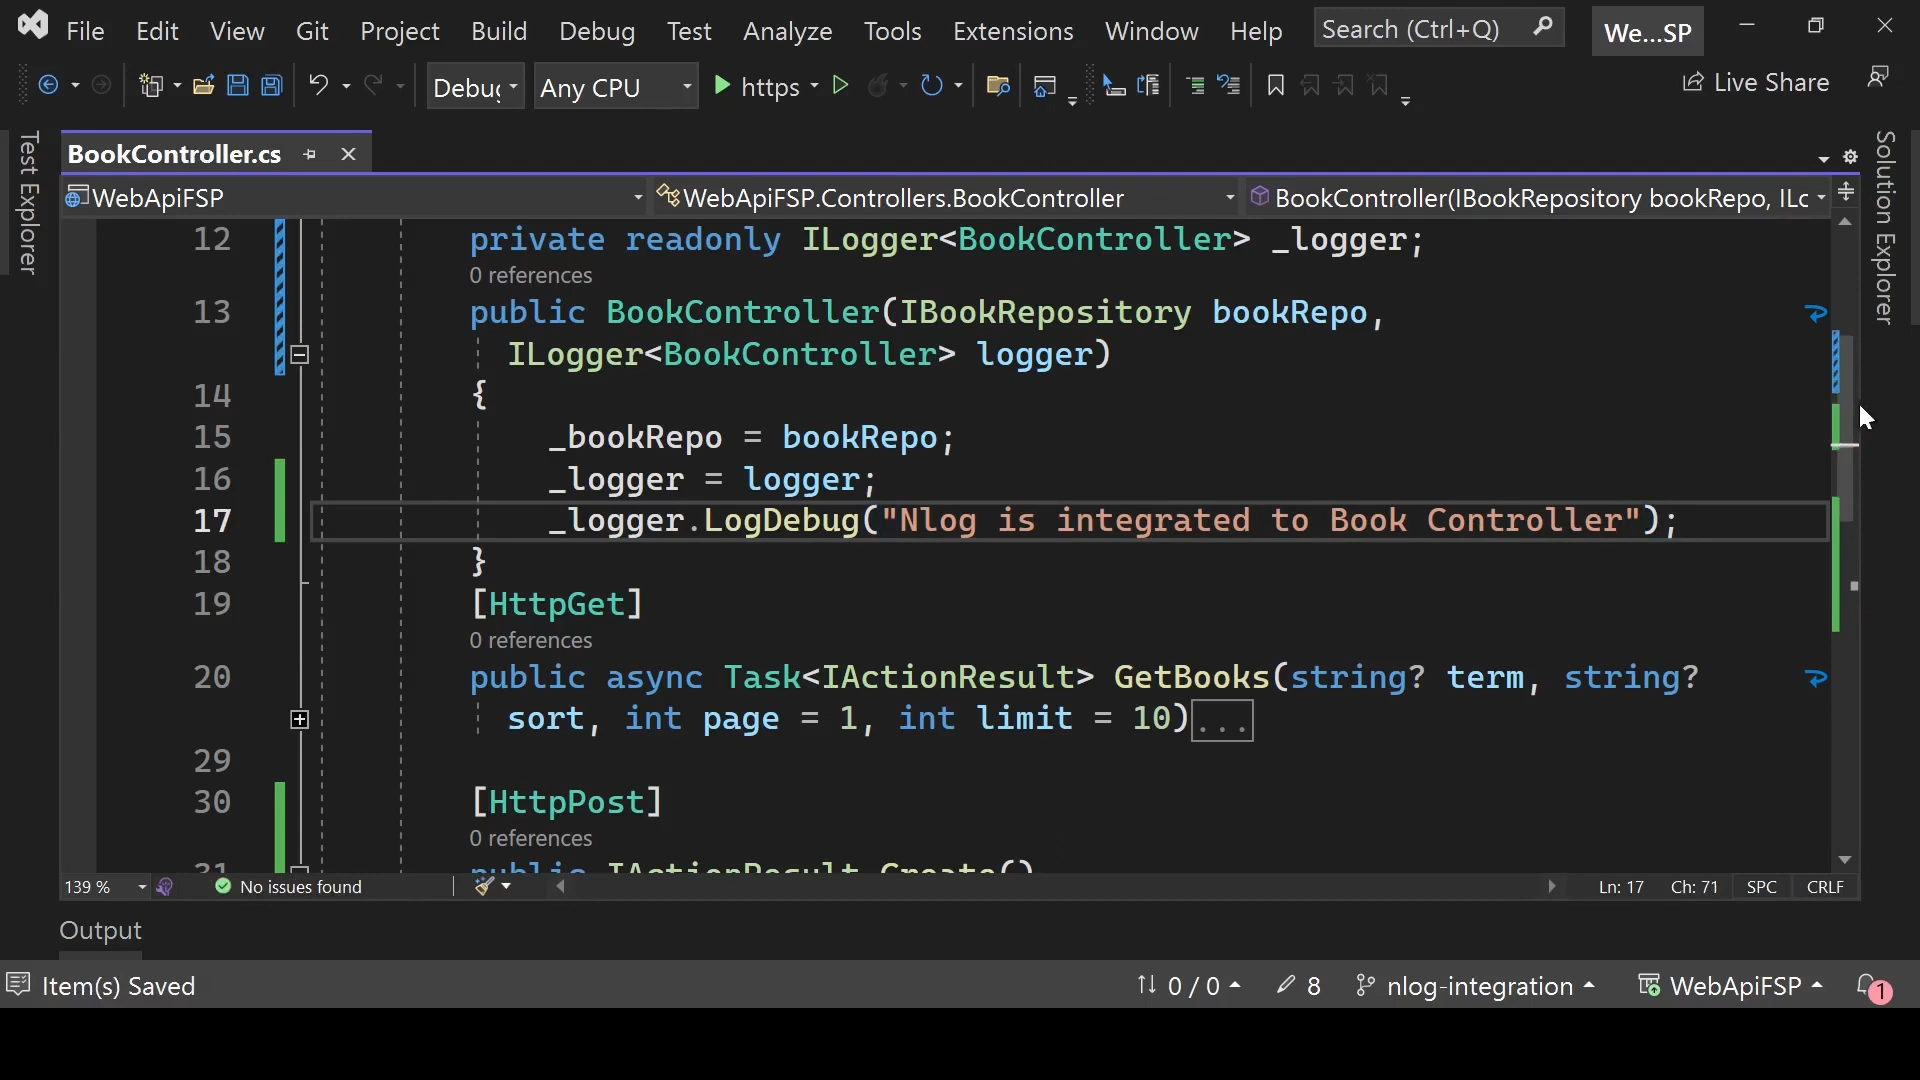 File Edit View Git Project Build Debug Test Analyze Tools Extensions Window Help Search (Ctrl+Q) We...SP
Any CPU https Live Share
Test Explorer
BookController.cs
Solution Explorer
WebApiFSP WebApiFSP.Controllers.BookController BookController(IBookRepository bookRepo, ILo
12 private readonly ILogger<BookController> _logger;
0 references
13 public BookController(IBookRepository bookRepo,
ILogger<BookController> logger)
14 {
15 _bookRepo = bookRepo;
16 _logger = logger;
17 _logger.LogDebug("Nlog is integrated to Book Controller");
18 }
19 [HttpGet]
0 references
20 public async Task<IActionResult> GetBooks(string? term, string?
sort, int page = 1, int limit = 10)...
29
30 [HttpPost]
0 references
31 public IActionResult Create()
139 % No issues found Ln: 17 Ch: 71 SPC CRLF
Output
Item(s) Saved 0 / 0 8 nlog-integration WebApiFSP 1